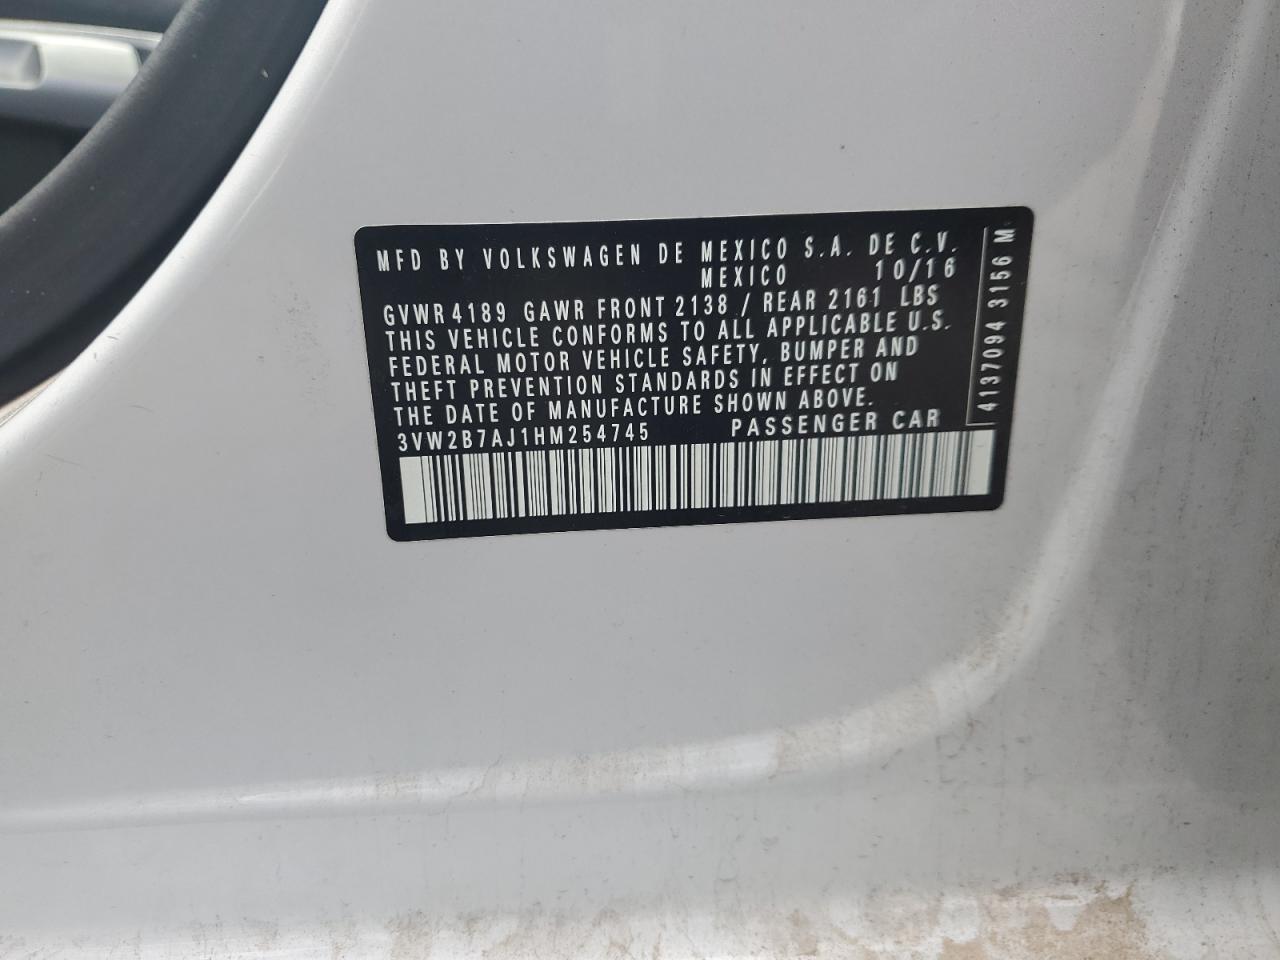 MFD BY VOLKSWAGEN DE MEXICO S.A. DE C.V.
MEXICO 10/16
GVWR 4189 GAWR FRONT 2138 / REAR 2161 LBS
THIS VEHICLE CONFORMS TO ALL APPLICABLE U.S.
FEDERAL MOTOR VEHICLE SAFETY, BUMPER AND
THEFT PREVENTION STANDARDS IN EFFECT ON
THE DATE OF MANUFACTURE SHOWN ABOVE.
3VW2B7AJ1HM254745 PASSENGER CAR
4137094 3156 M